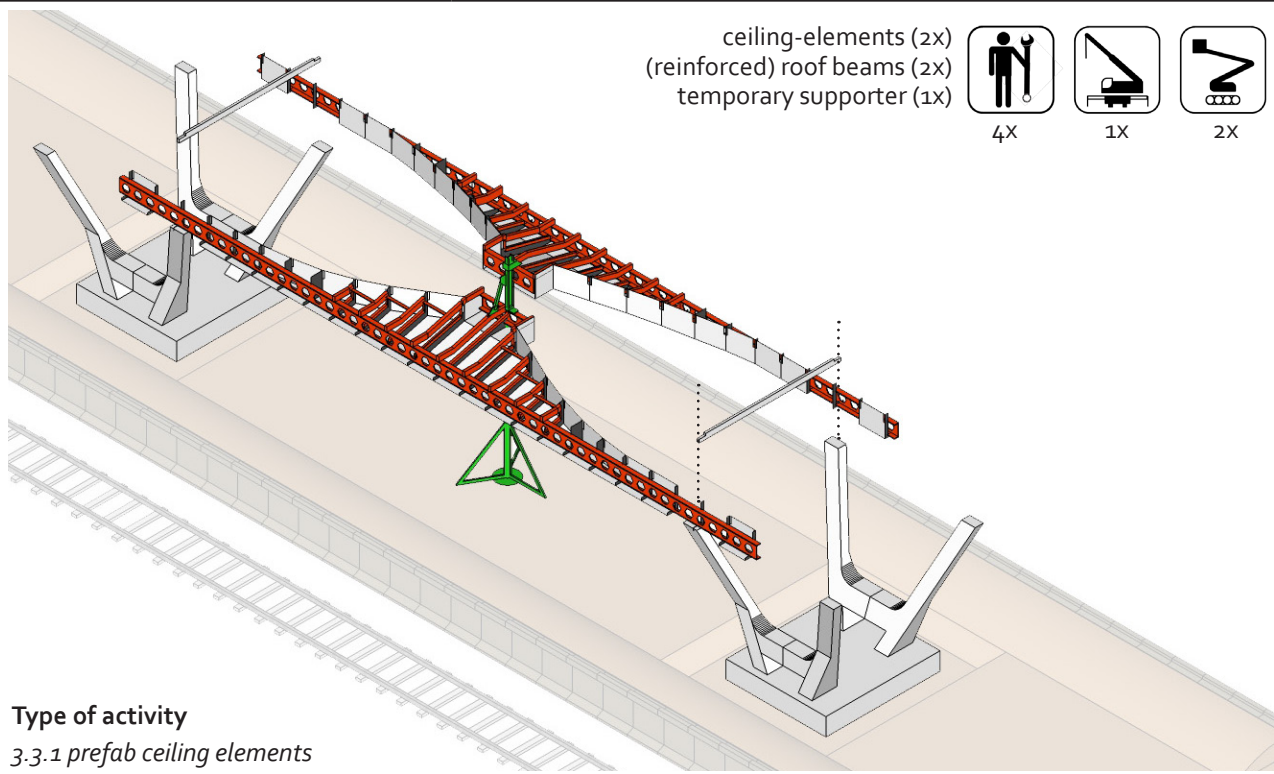 ceiling-elements (2x)
(reinforced) roof beams (2x)
temporary supporter (1x)
4x
1x
2x
Type of activity
3.3.1 prefab ceiling elements